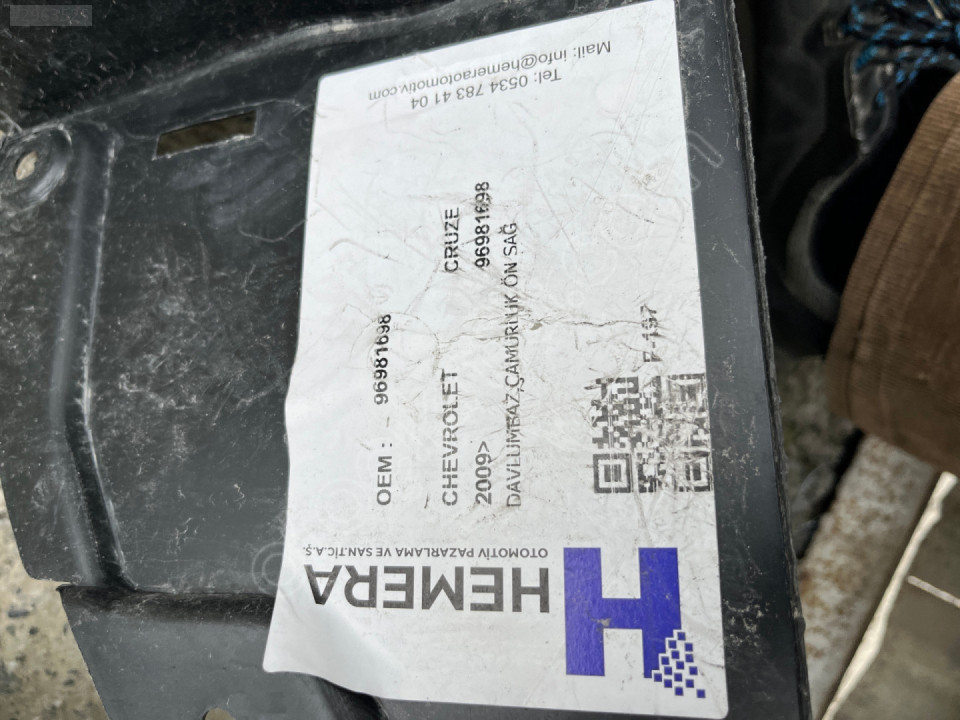 HEMERA
OTOMOTİV PAZARLAMA VE SAN.TİC.A.Ş.
Tel: 0534 783 41 04
Mail: info@hemeraotomotiv.com
OEM : 96981698
CHEVROLET CRUZE
2009> 96981698
DAVLUMBAZ,ÇAMURLUK ÖN SAĞ